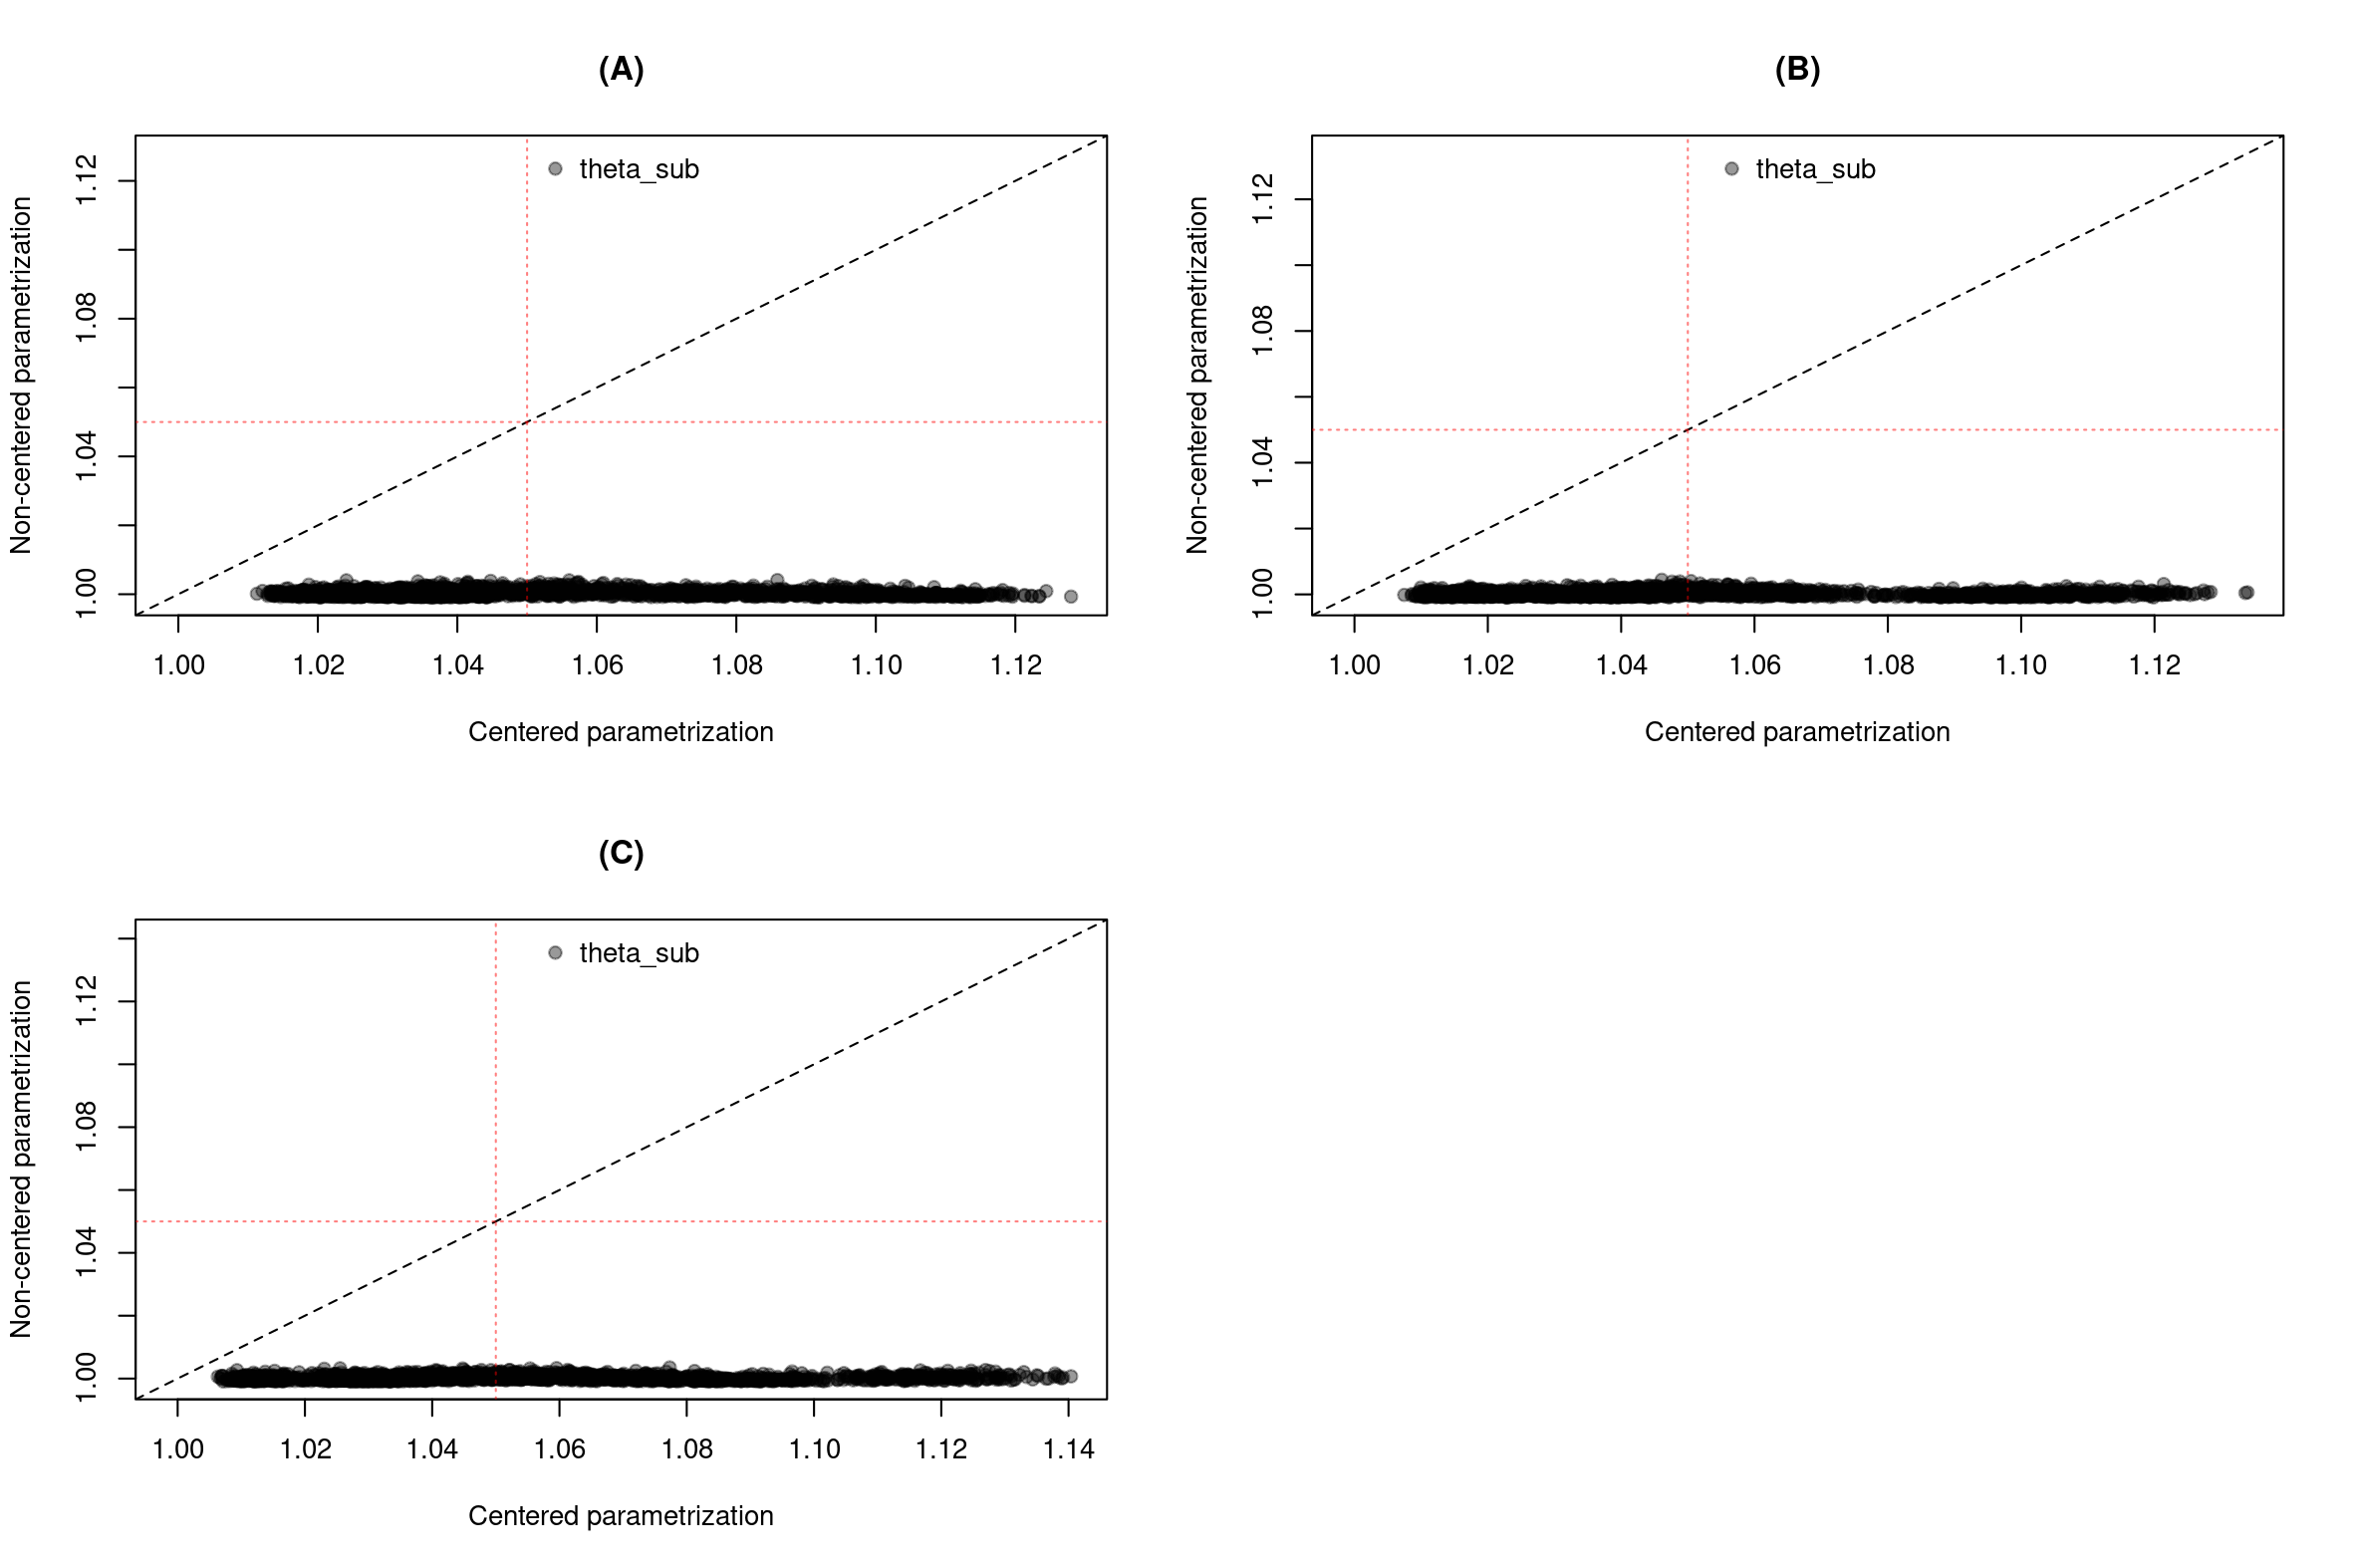 (A)
theta_sub
Non-centered parametrization
1.12
1.08
1.04
1.00
1.00 1.02 1.04 1.06 1.08 1.10 1.12
Centered parametrization
(B)
theta_sub
Non-centered parametrization
1.12
1.08
1.04
1.00
1.00 1.02 1.04 1.06 1.08 1.10 1.12
Centered parametrization
(C)
theta_sub
Non-centered parametrization
1.12
1.08
1.04
1.00
1.00 1.02 1.04 1.06 1.08 1.10 1.12 1.14
Centered parametrization